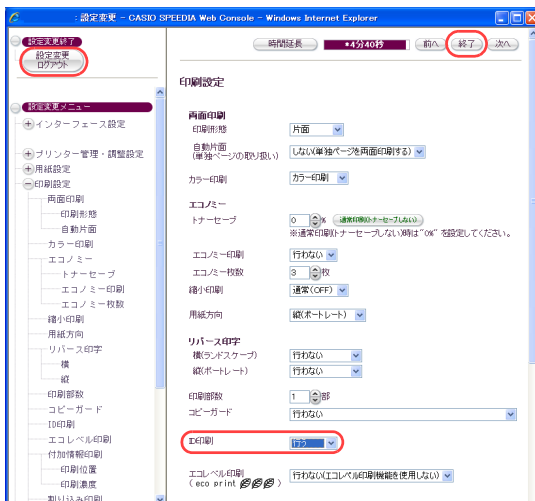 : 設定変更 - CASIO SPEEDIA Web Console - Windows Internet Explorer
設定変更終了
設定変更
ログアウト
設定変更メニュー
インターフェース設定
プリンター管理・調整設定
用紙設定
印刷設定
両面印刷
印刷形態
自動片面
カラー印刷
エコノミー
トナーセーブ
エコノミー印刷
エコノミー枚数
縮小印刷
用紙方向
リバース印字
横
縦
印刷部数
コピーガード
ID印刷
エコレベル印刷
付加情報印刷
印刷位置
印刷濃度
割り込み印刷
時間延長 *4分40秒 前へ 終了 次へ
印刷設定
両面印刷
印刷形態 片面
自動片面
(単独ページの取り扱い) しない(単独ページを両面印刷する)
カラー印刷 カラー印刷
エコノミー
トナーセーブ 0 % 通常印刷(トナーセーブしない)
※通常印刷(トナーセーブしない)時は"0%" を設定してください。
エコノミー印刷 行わない
エコノミー枚数 3 枚
縮小印刷 通常(OFF)
用紙方向 縦(ポートレート)
リバース印字
横(ランドスケープ) 行わない
縦(ポートレート) 行わない
印刷部数 1 部
コピーガード 行わない
ID印刷 行う
エコレベル印刷
( eco print ) 行わない(エコレベル印刷機能を使用しない)